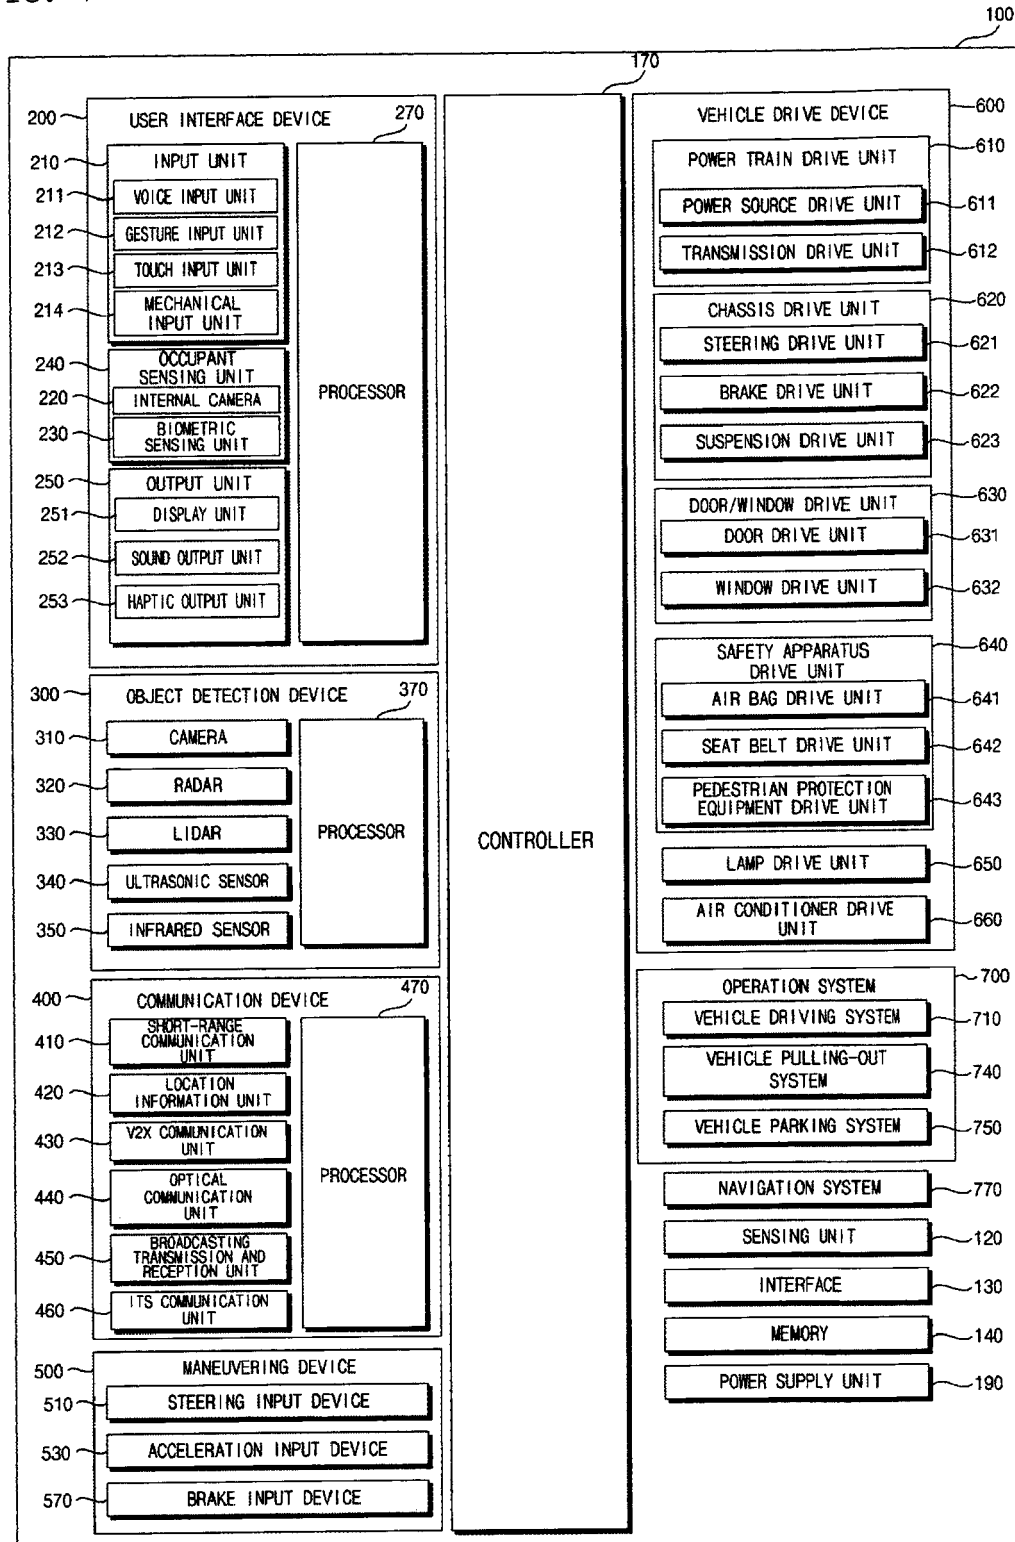 100
170
200
USER INTERFACE DEVICE
270
210
INPUT UNIT
211
VOICE INPUT UNIT
212
GESTURE INPUT UNIT
213
TOUCH INPUT UNIT
214
MECHANICAL
INPUT UNIT
240
OCCUPANT
SENSING UNIT
220
INTERNAL CAMERA
230
BIOMETRIC
SENSING UNIT
250
OUTPUT UNIT
251
DISPLAY UNIT
252
SOUND OUTPUT UNIT
253
HAPTIC OUTPUT UNIT
PROCESSOR
300
OBJECT DETECTION DEVICE
370
310
CAMERA
320
RADAR
330
LIDAR
340
ULTRASONIC SENSOR
350
INFRARED SENSOR
PROCESSOR
400
COMMUNICATION DEVICE
470
410
SHORT-RANGE
COMMUNICATION
UNIT
420
LOCATION
INFORMATION UNIT
430
V2X COMMUNICATION
UNIT
440
OPTICAL
COMMUNICATION
UNIT
450
BROADCASTING
TRANSMISSION AND
RECEPTION UNIT
460
ITS COMMUNICATION
UNIT
PROCESSOR
500
MANEUVERING DEVICE
510
STEERING INPUT DEVICE
530
ACCELERATION INPUT DEVICE
570
BRAKE INPUT DEVICE
CONTROLLER
VEHICLE DRIVE DEVICE
600
POWER TRAIN DRIVE UNIT
610
POWER SOURCE DRIVE UNIT
611
TRANSMISSION DRIVE UNIT
612
CHASSIS DRIVE UNIT
620
STEERING DRIVE UNIT
621
BRAKE DRIVE UNIT
622
SUSPENSION DRIVE UNIT
623
DOOR/WINDOW DRIVE UNIT
630
DOOR DRIVE UNIT
631
WINDOW DRIVE UNIT
632
SAFETY APPARATUS
DRIVE UNIT
640
AIR BAG DRIVE UNIT
641
SEAT BELT DRIVE UNIT
642
PEDESTRIAN PROTECTION
EQUIPMENT DRIVE UNIT
643
LAMP DRIVE UNIT
650
AIR CONDITIONER DRIVE
UNIT
660
OPERATION SYSTEM
700
VEHICLE DRIVING SYSTEM
710
VEHICLE PULLING-OUT
SYSTEM
740
VEHICLE PARKING SYSTEM
750
NAVIGATION SYSTEM
770
SENSING UNIT
120
INTERFACE
130
MEMORY
140
POWER SUPPLY UNIT
190